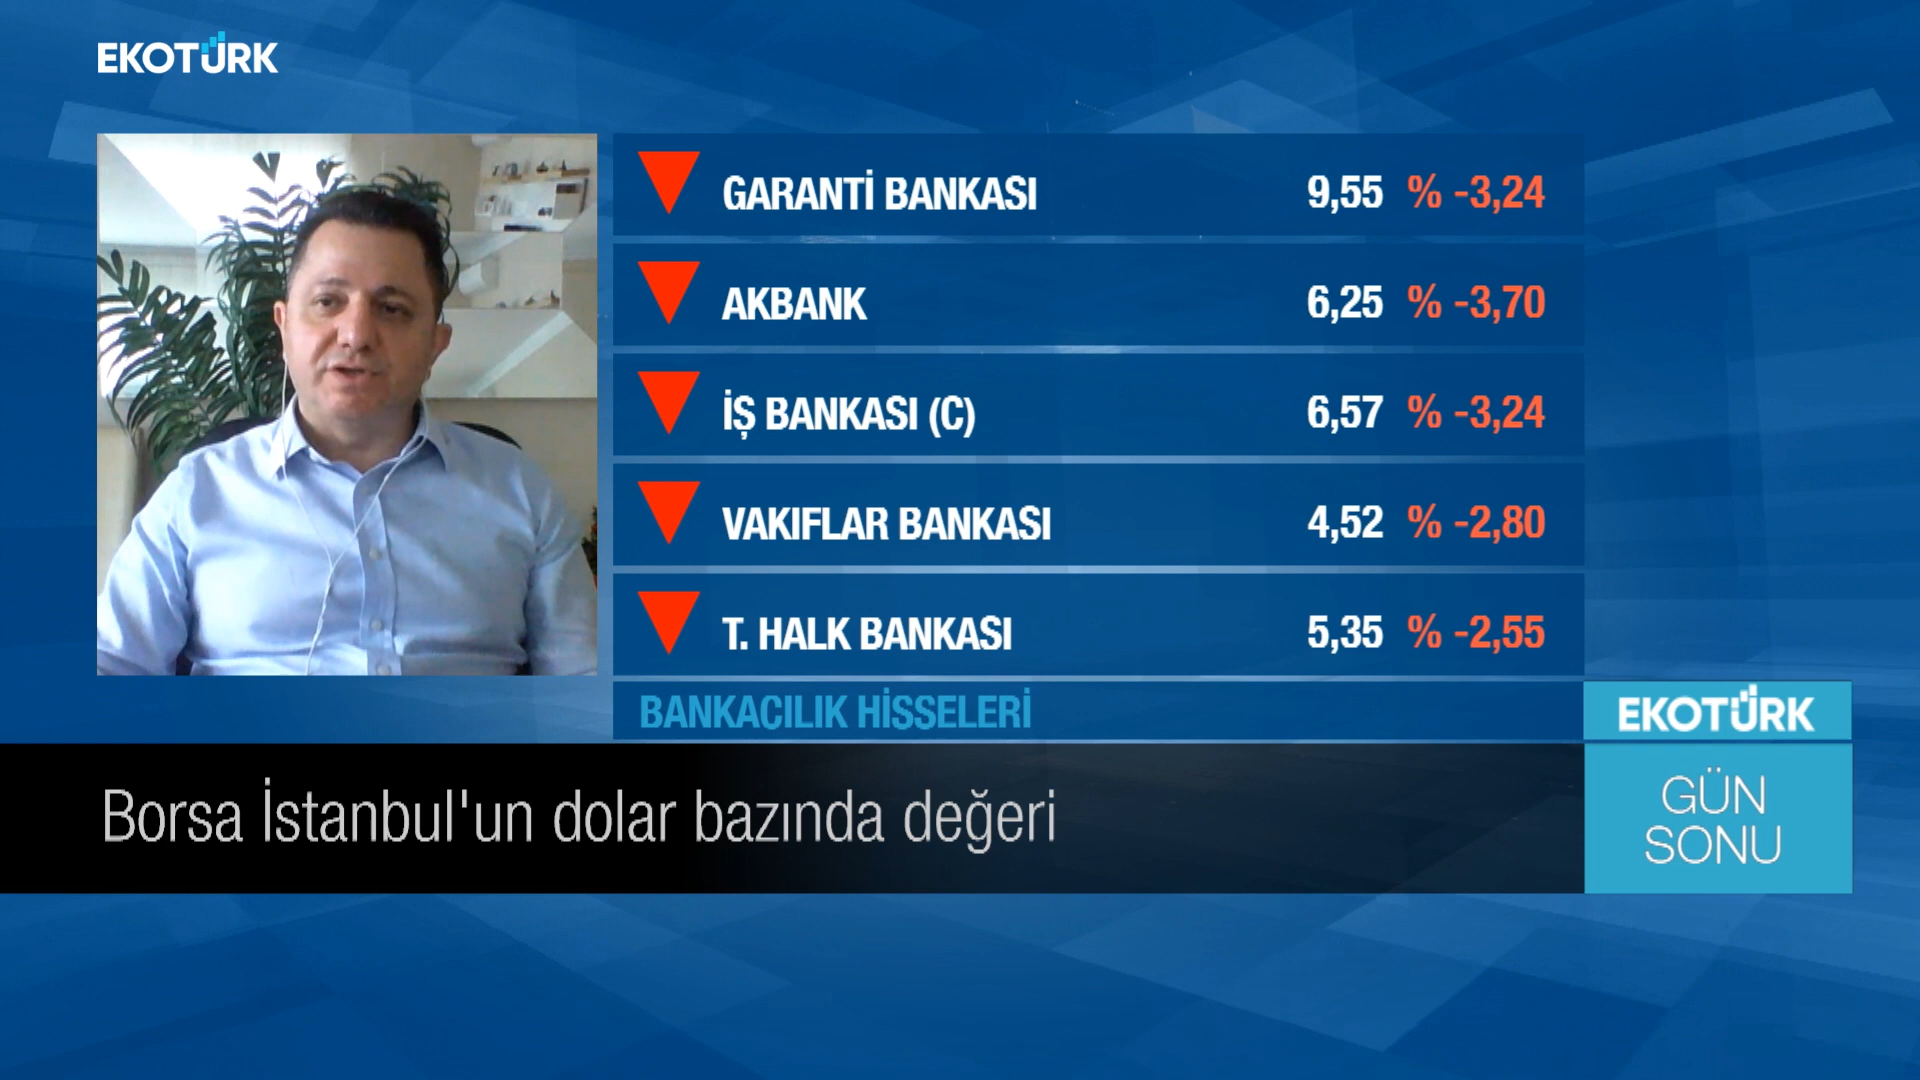 EKOTÜRK
GARANTİ BANKASI 9,55 % -3,24
AKBANK 6,25 % -3,70
İŞ BANKASI (C) 6,57 % -3,24
VAKIFLAR BANKASI 4,52 % -2,80
T. HALK BANKASI 5,35 % -2,55
BANKACILIK HİSSELERİ
EKOTÜRK
Borsa İstanbul'un dolar bazında değeri
GÜN
SONU